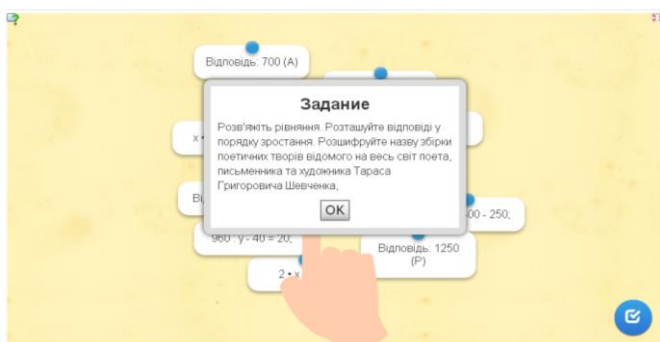 Відповідь: 700 (А)
Задание
Розв'яжіть рівняння. Розташуйте відповіді у
порядку зростання. Розшифруйте назву збірки
поетичних творів відомого на весь світ поета,
письменника та художника Тараса
Григоровича Шевченка,
OK
x •
00 - 250;
960 : y - 40 = 20;
Відповідь: 1250
(Р)
2 • x